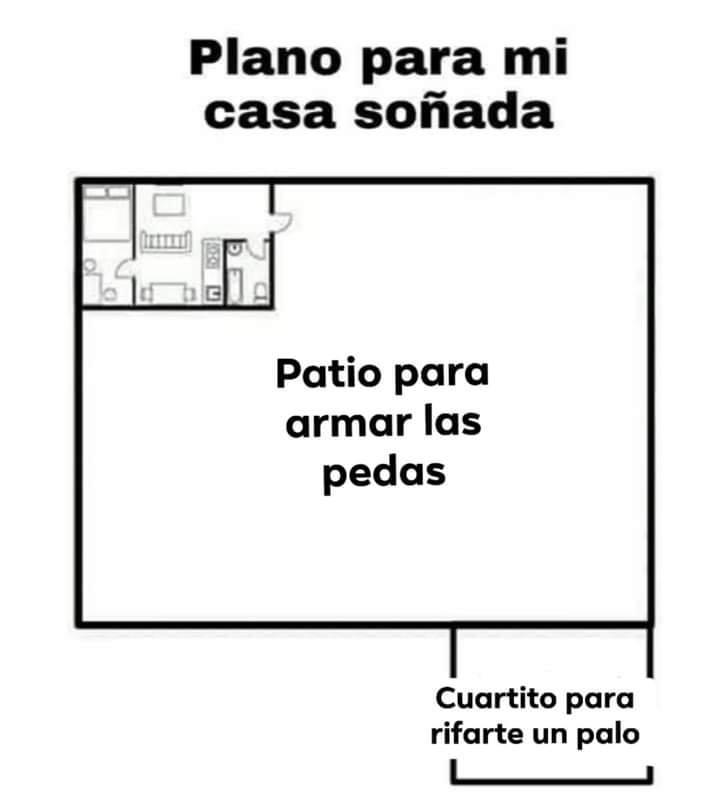 Plano para mi
casa soñada
Patio para
armar las
pedas
Cuartito para
rifarte un palo